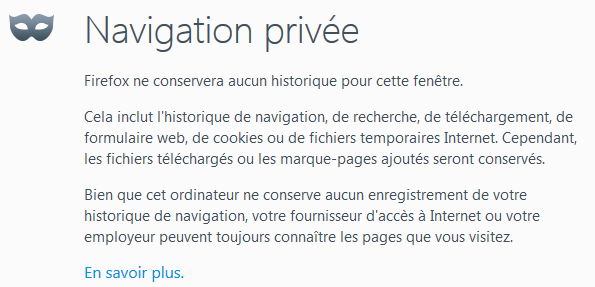 Navigation privée
Firefox ne conservera aucun historique pour cette fenêtre.
Cela inclut l'historique de navigation, de recherche, de téléchargement, de
formulaire web, de cookies ou de fichiers temporaires Internet. Cependant,
les fichiers téléchargés ou les marque-pages ajoutés seront conservés.
Bien que cet ordinateur ne conserve aucun enregistrement de votre
historique de navigation, votre fournisseur d'accès à Internet ou votre
employeur peuvent toujours connaître les pages que vous visitez.
En savoir plus.